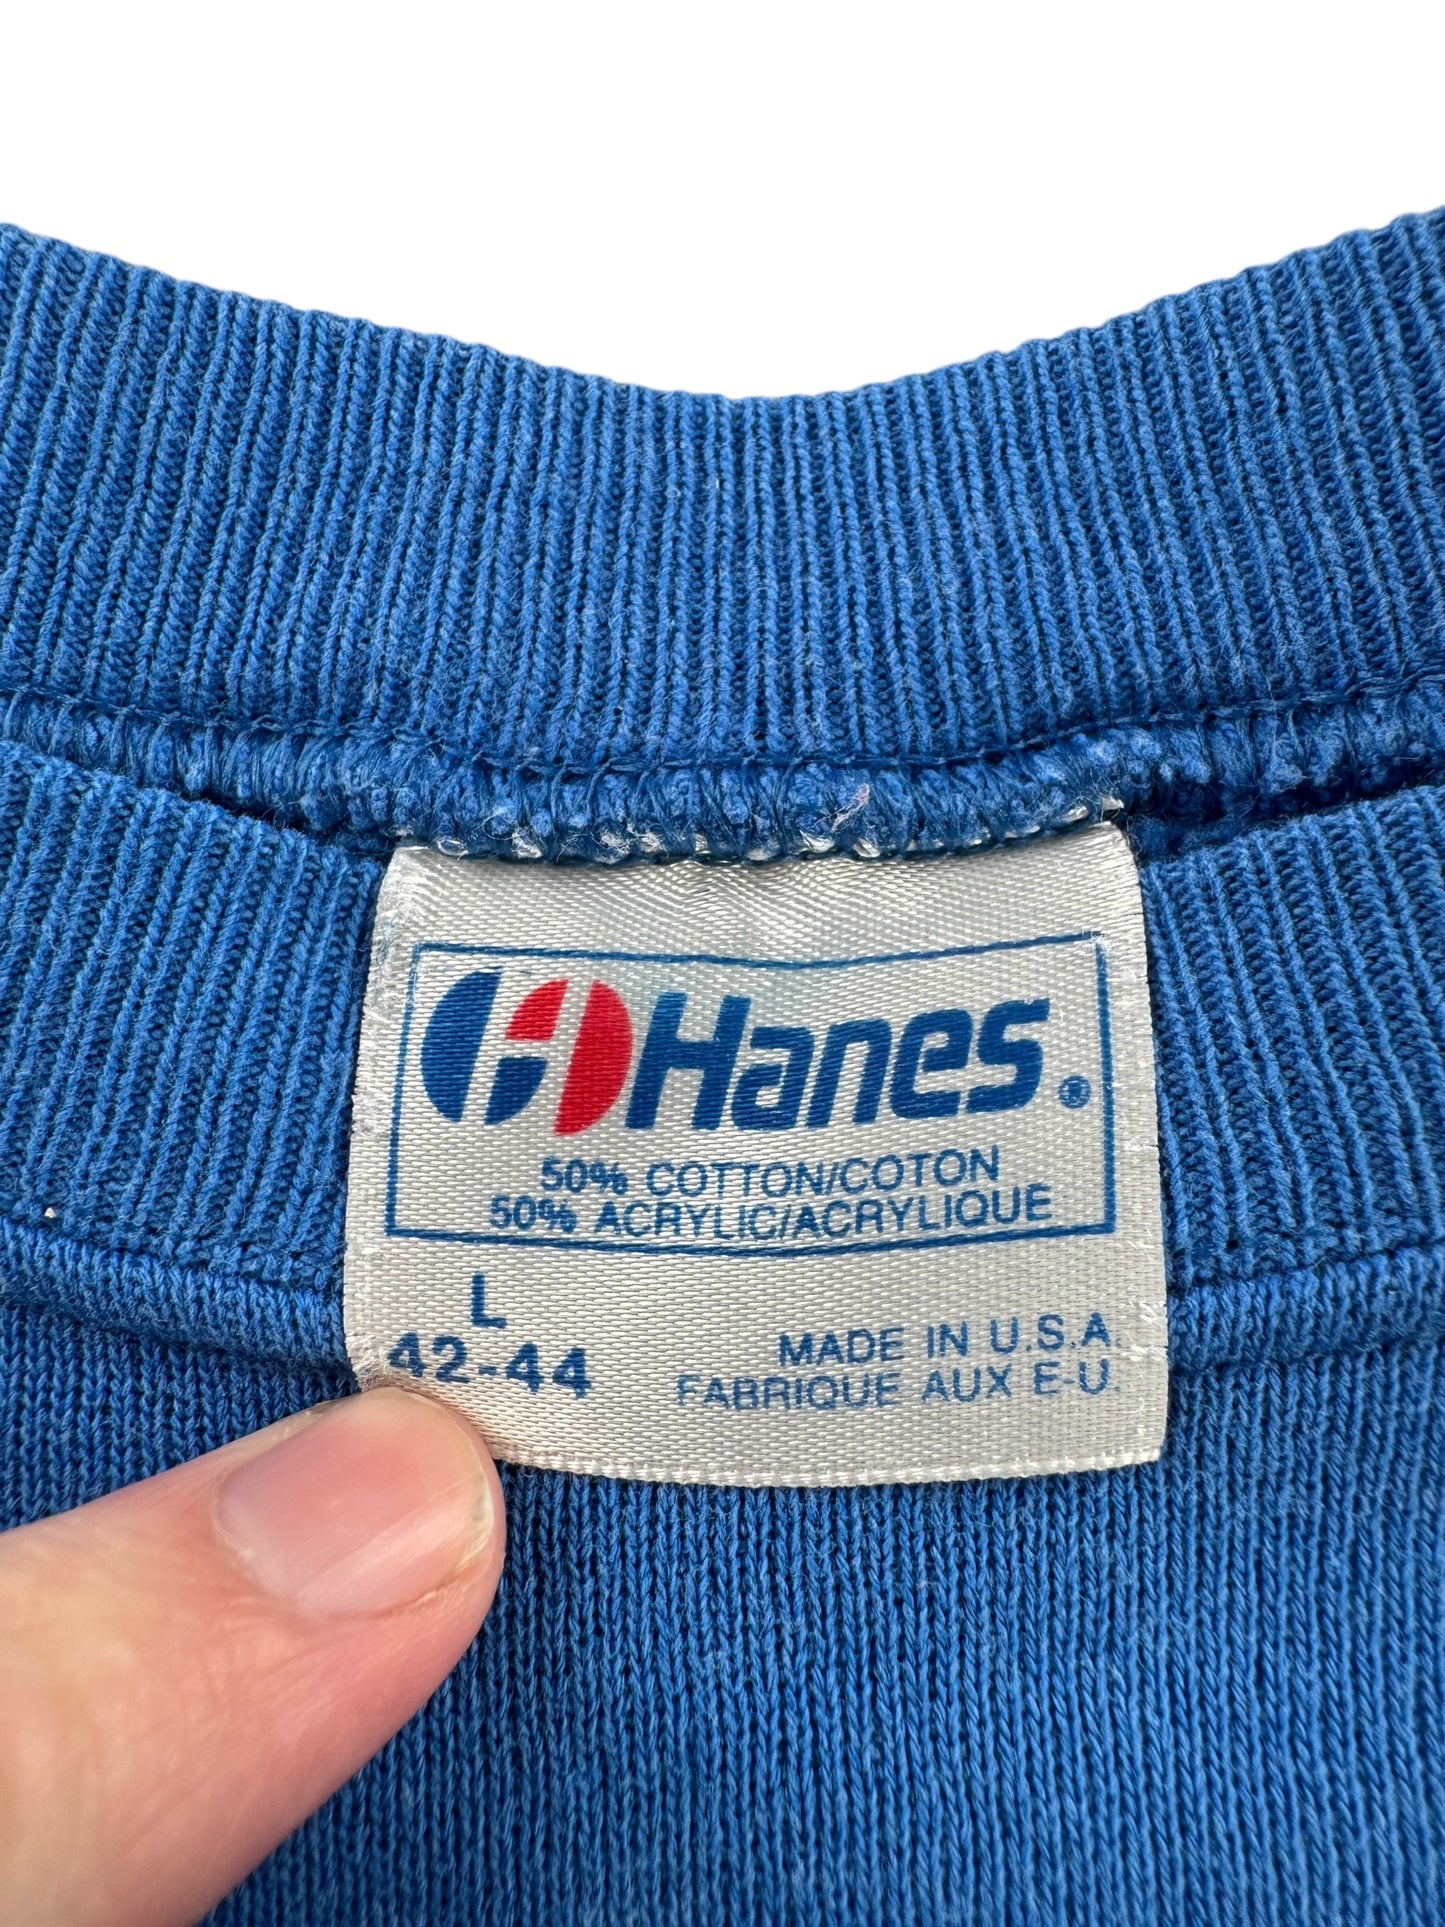 Hanes®
50% COTTON/COTON
50% ACRYLIC/ACRYLIQUE
L
42-44
MADE IN U.S.A.
FABRIQUE AUX E-U.